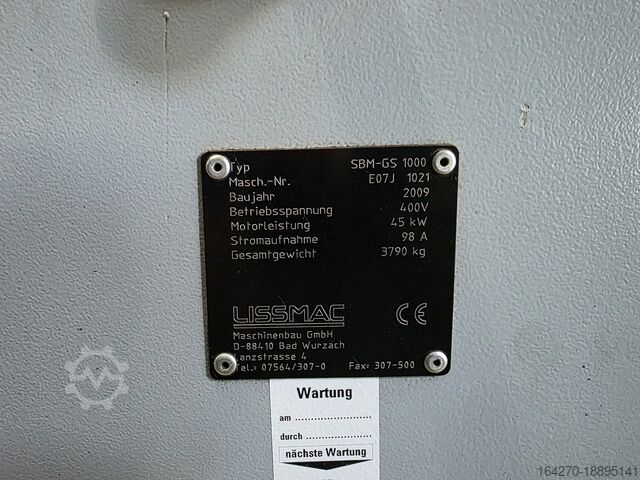 Typ SBM-GS 1000
Masch.-Nr. E07J 1021
Baujahr 2009
Betriebsspannung 400V
Motorleistung 45 kW
Stromaufnahme 98 A
Gesamtgewicht 3790 kg
LISSMAC CE
Maschinenbau GmbH
D-88410 Bad Wurzach
Lanzstrasse 4
Tel.: 07564/307-0 Fax: 307-500
Wartung
am
durch
nächste Wartung
164270-18895141